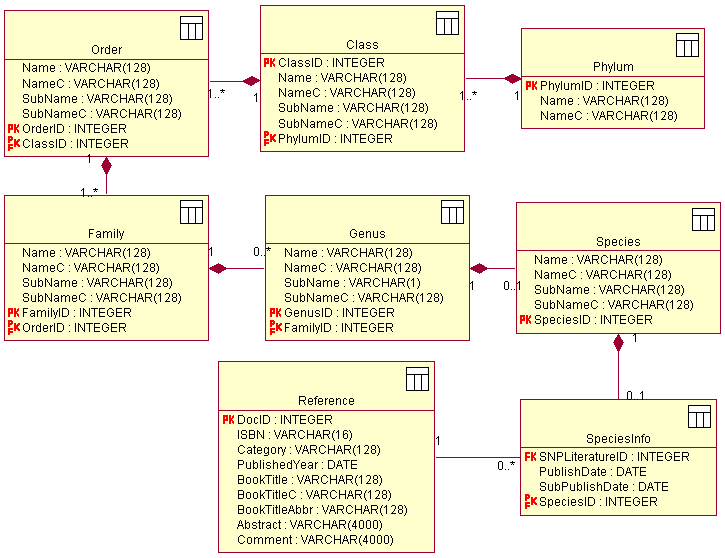 Order
Name : VARCHAR(128)
NameC : VARCHAR(128)
SubName : VARCHAR(128)
SubNameC : VARCHAR(128)
PK OrderID : INTEGER
PFK ClassID : INTEGER
1..*
1
Class
PK ClassID : INTEGER
Name : VARCHAR(128)
NameC : VARCHAR(128)
SubName : VARCHAR(128)
SubNameC : VARCHAR(128)
PFK PhylumID : INTEGER
1..*
1
Phylum
PK PhylumID : INTEGER
Name : VARCHAR(128)
NameC : VARCHAR(128)
1
1..*
Family
Name : VARCHAR(128)
NameC : VARCHAR(128)
SubName : VARCHAR(128)
SubNameC : VARCHAR(128)
PK FamilyID : INTEGER
PFK OrderID : INTEGER
1
0..*
Genus
Name : VARCHAR(128)
NameC : VARCHAR(128)
SubName : VARCHAR(1)
SubNameC : VARCHAR(128)
PK GenusID : INTEGER
PFK FamilyID : INTEGER
1
0..1
Species
Name : VARCHAR(128)
NameC : VARCHAR(128)
SubName : VARCHAR(128)
SubNameC : VARCHAR(128)
PK SpeciesID : INTEGER
1
0..1
Reference
PK DocID : INTEGER
ISBN : VARCHAR(16)
Category : VARCHAR(128)
PublishedYear : DATE
BookTitle : VARCHAR(128)
BookTitleC : VARCHAR(128)
BookTitleAbbr : VARCHAR(128)
Abstract : VARCHAR(4000)
Comment : VARCHAR(4000)
1
0..*
SpeciesInfo
FK SNPLiteratureID : INTEGER
PublishDate : DATE
SubPublishDate : DATE
PFK SpeciesID : INTEGER